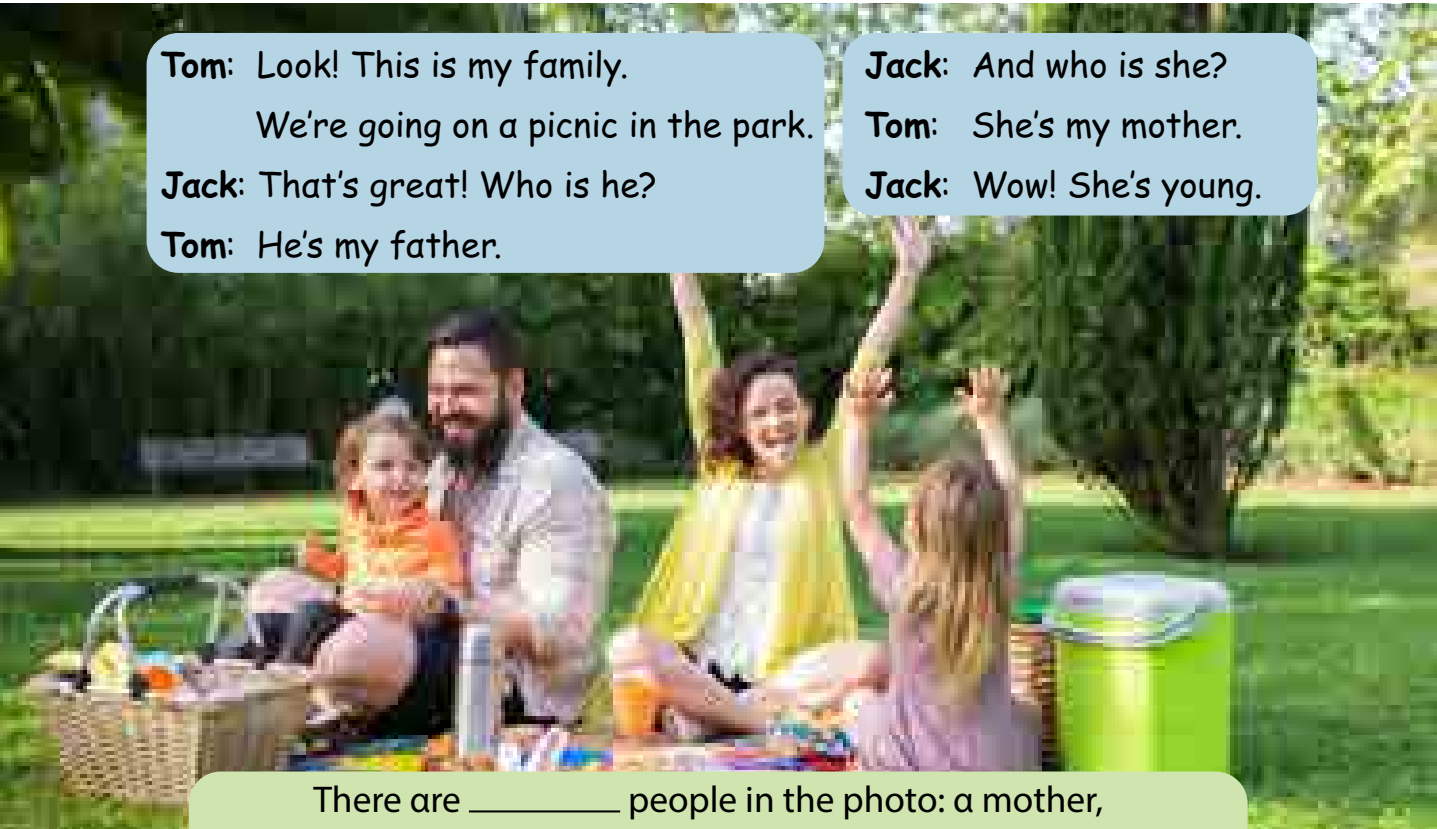 Tom: Look! This is my family.
We're going on a picnic in the park.
Jack: That's great! Who is he?
Tom: He's my father.
Jack: And who is she?
Tom: She's my mother.
Jack: Wow! She's young.
There are ________ people in the photo: a mother,